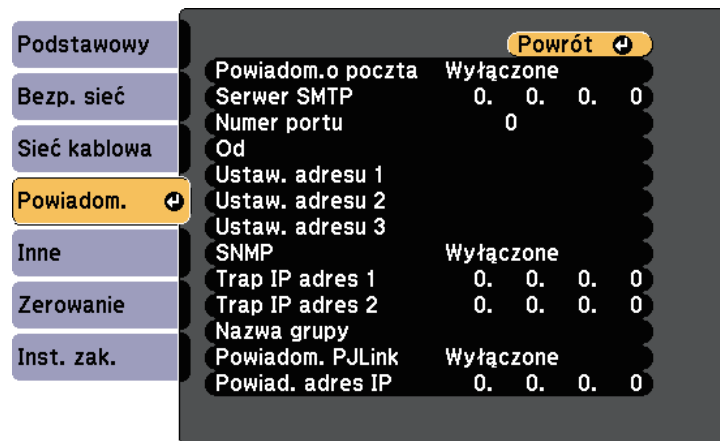 Podstawowy
Bezp. sieć
Sieć kablowa
Powiadom.
Inne
Zerowanie
Inst. zak.
Powrót
Powiadom.o poczta Wyłączone
Serwer SMTP 0. 0. 0. 0
Numer portu 0
Od
Ustaw. adresu 1
Ustaw. adresu 2
Ustaw. adresu 3
SNMP Wyłączone
Trap IP adres 1 0. 0. 0. 0
Trap IP adres 2 0. 0. 0. 0
Nazwa grupy
Powiadom. PJLink Wyłączone
Powiad. adres IP 0. 0. 0. 0